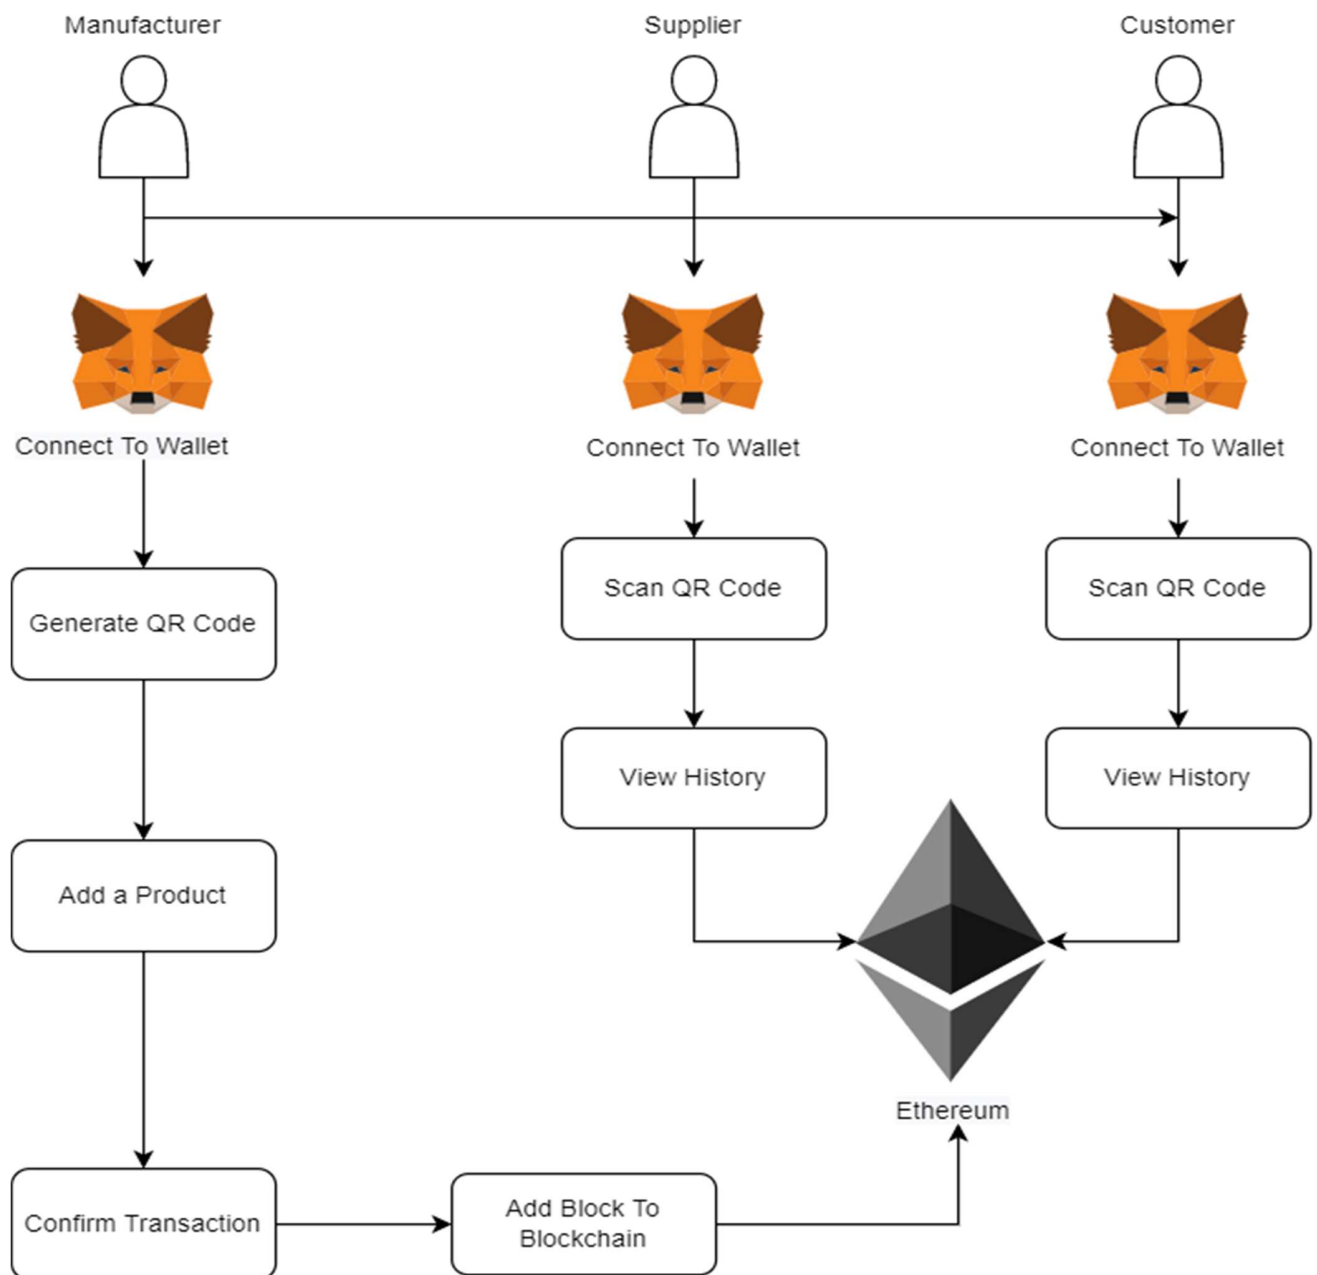 Manufacturer
Supplier
Customer
Connect To Wallet
Connect To Wallet
Connect To Wallet
Generate QR Code
Scan QR Code
Scan QR Code
View History
View History
Add a Product
Ethereum
Confirm Transaction
Add Block To
Blockchain